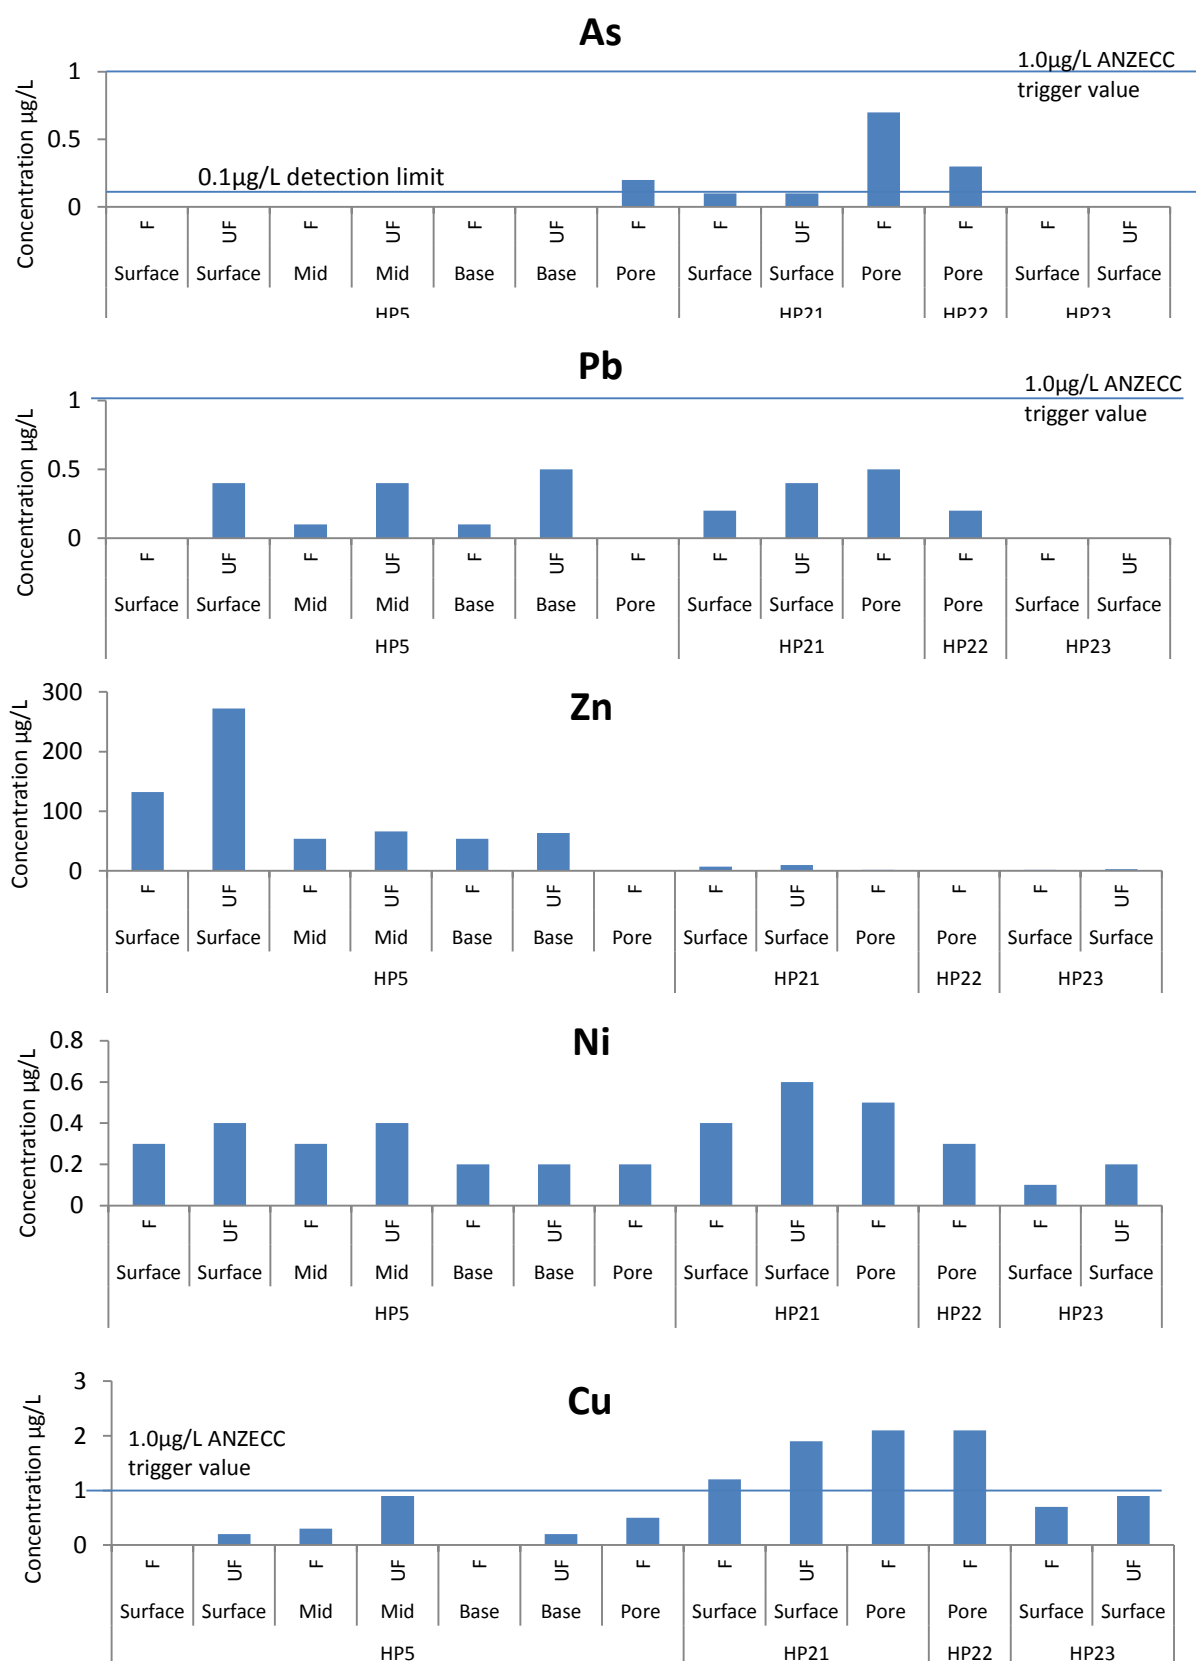 As
1.0µg/L ANZECC
trigger value
Concentration µg/L
1
0.5
0
0.1µg/L detection limit
F UF F UF F UF F F UF F F F UF
Surface Surface Mid Mid Base Base Pore Surface Surface Pore Pore Surface Surface
HP5 HP21 HP22 HP23
Pb
1.0µg/L ANZECC
trigger value
Concentration µg/L
1
0.5
0
F UF F UF F UF F F UF F F F UF
Surface Surface Mid Mid Base Base Pore Surface Surface Pore Pore Surface Surface
HP5 HP21 HP22 HP23
Zn
Concentration µg/L
300
200
100
0
F UF F UF F UF F F UF F F F UF
Surface Surface Mid Mid Base Base Pore Surface Surface Pore Pore Surface Surface
HP5 HP21 HP22 HP23
Ni
Concentration µg/L
0.8
0.6
0.4
0.2
0
F UF F UF F UF F F UF F F F UF
Surface Surface Mid Mid Base Base Pore Surface Surface Pore Pore Surface Surface
HP5 HP21 HP22 HP23
Cu
Concentration µg/L
3
2
1
0
1.0µg/L ANZECC
trigger value
F UF F UF F UF F F UF F F F UF
Surface Surface Mid Mid Base Base Pore Surface Surface Pore Pore Surface Surface
HP5 HP21 HP22 HP23